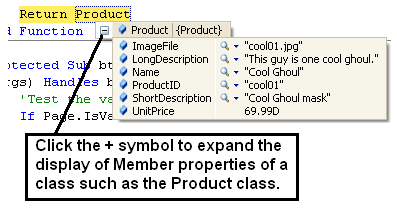 Return Product
d Function
Product {Product}
ImageFile "cool01.jpg"
LongDescription "This guy is one cool ghoul."
otected Sub bt
Name "Cool Ghoul"
gs) Handles b
ProductID "cool01"
'Test the va
ShortDescription "Cool Ghoul mask"
If Page.IsVa
UnitPrice 69.99D
Click the + symbol to expand the
display of Member properties of a
class such as the Product class.